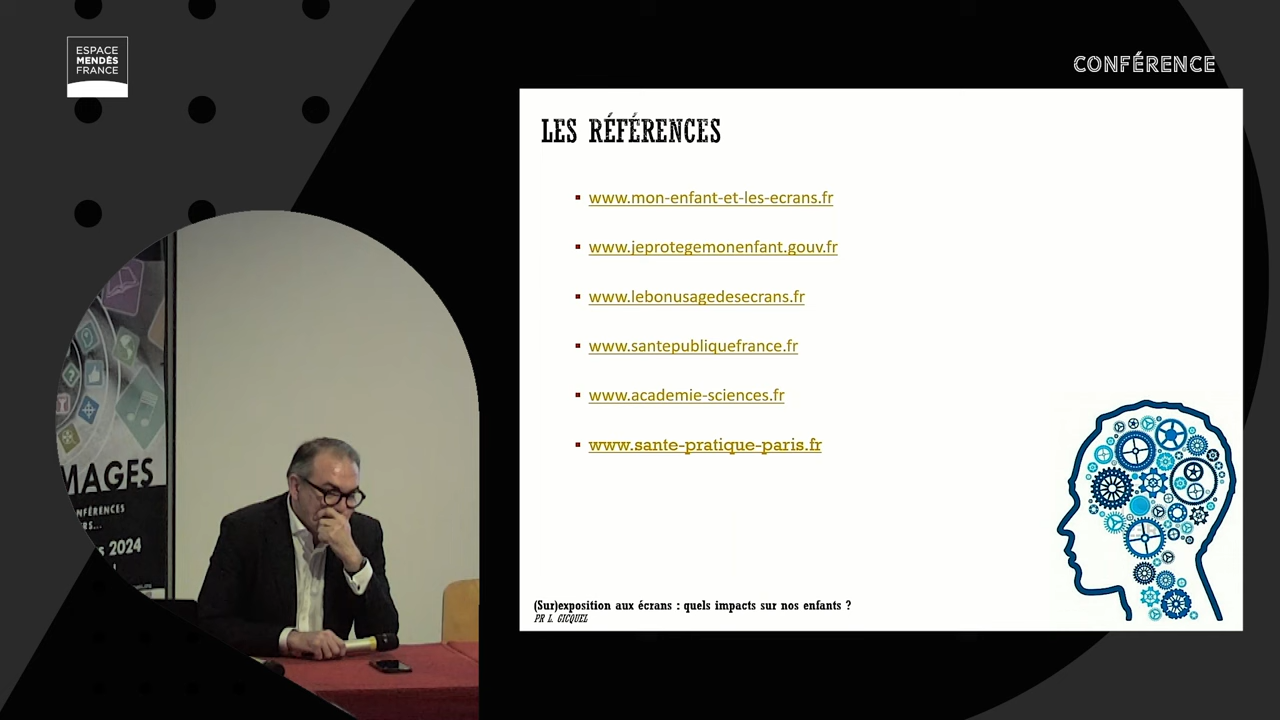 ESPACE
MENDÈS
FRANCE
CONFÉRENCE
LES RÉFÉRENCES
www.mon-enfant-et-les-ecrans.fr
www.jeprotegemonenfant.gouv.fr
www.lebonusagedesecrans.fr
www.santepubliquefrance.fr
www.academie-sciences.fr
www.sante-pratique-paris.fr
(Sur)exposition aux écrans : quels impacts sur nos enfants ?
PR L. GICQUEL
MAGES
NFÉRENCES
RS...
s 2024